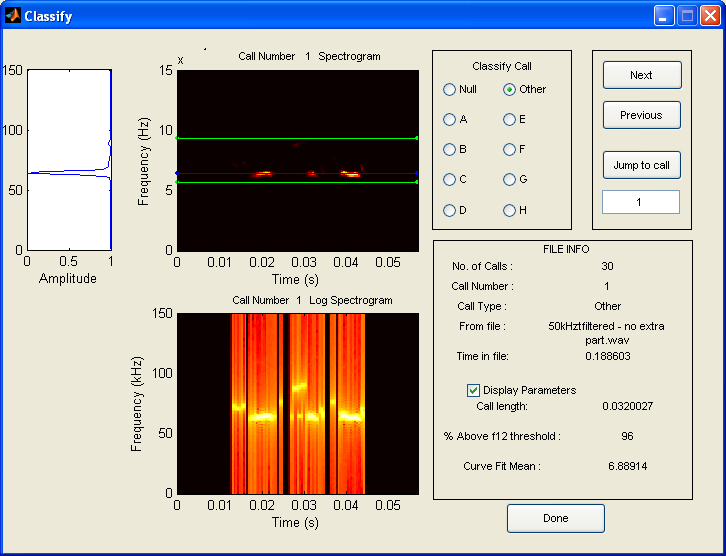 Classify
Call Number 1 Spectrogram
x
15
10
5
0
Frequency (Hz)
0 0.01 0.02 0.03 0.04 0.05
Time (s)
150
100
50
0
0 0.5 1
Amplitude
Call Number 1 Log Spectrogram
150
100
50
0
Frequency (kHz)
0 0.01 0.02 0.03 0.04 0.05
Time (s)
Classify Call
Null Other
A E
B F
C G
D H
Next
Previous
Jump to call
1
FILE INFO
No. of Calls : 30
Call Number : 1
Call Type : Other
From file : 50kHztfiltered - no extra
part.wav
Time in file: 0.188603
Display Parameters
Call length: 0.0320027
% Above f12 threshold : 96
Curve Fit Mean : 6.88914
Done